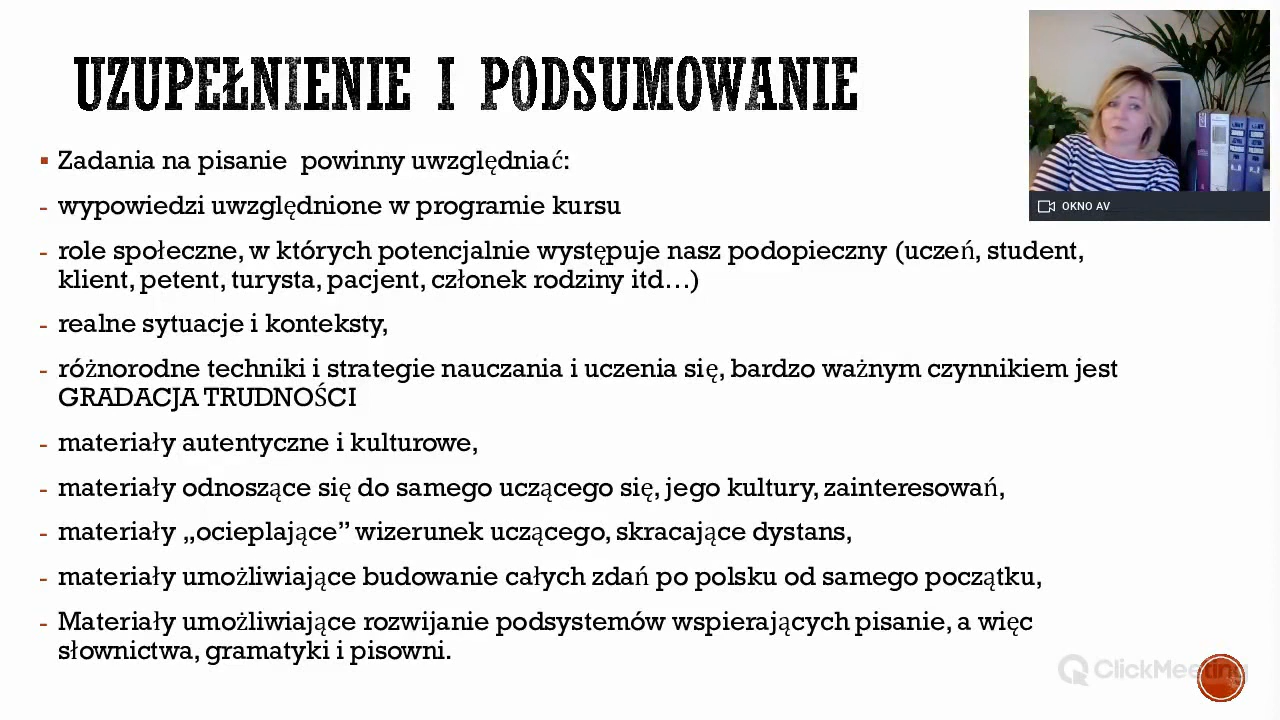 UZUPEŁNIENIE I PODSUMOWANIE
▪ Zadania na pisanie powinny uwzględniać:
- wypowiedzi uwzględnione w programie kursu
- role społeczne, w których potencjalnie występuje nasz podopieczny (uczeń, student,
klient, petent, turysta, pacjent, członek rodziny itd…)
- realne sytuacje i konteksty,
- różnorodne techniki i strategie nauczania i uczenia się, bardzo ważnym czynnikiem jest
GRADACJA TRUDNOŚCI
- materiały autentyczne i kulturowe,
- materiały odnoszące się do samego uczącego się, jego kultury, zainteresowań,
- materiały „ocieplające” wizerunek uczącego, skracające dystans,
- materiały umożliwiające budowanie całych zdań po polsku od samego początku,
- Materiały umożliwiające rozwijanie podsystemów wspierających pisanie, a więc
słownictwa, gramatyki i pisowni.
OKNO AV
ClickMeeting